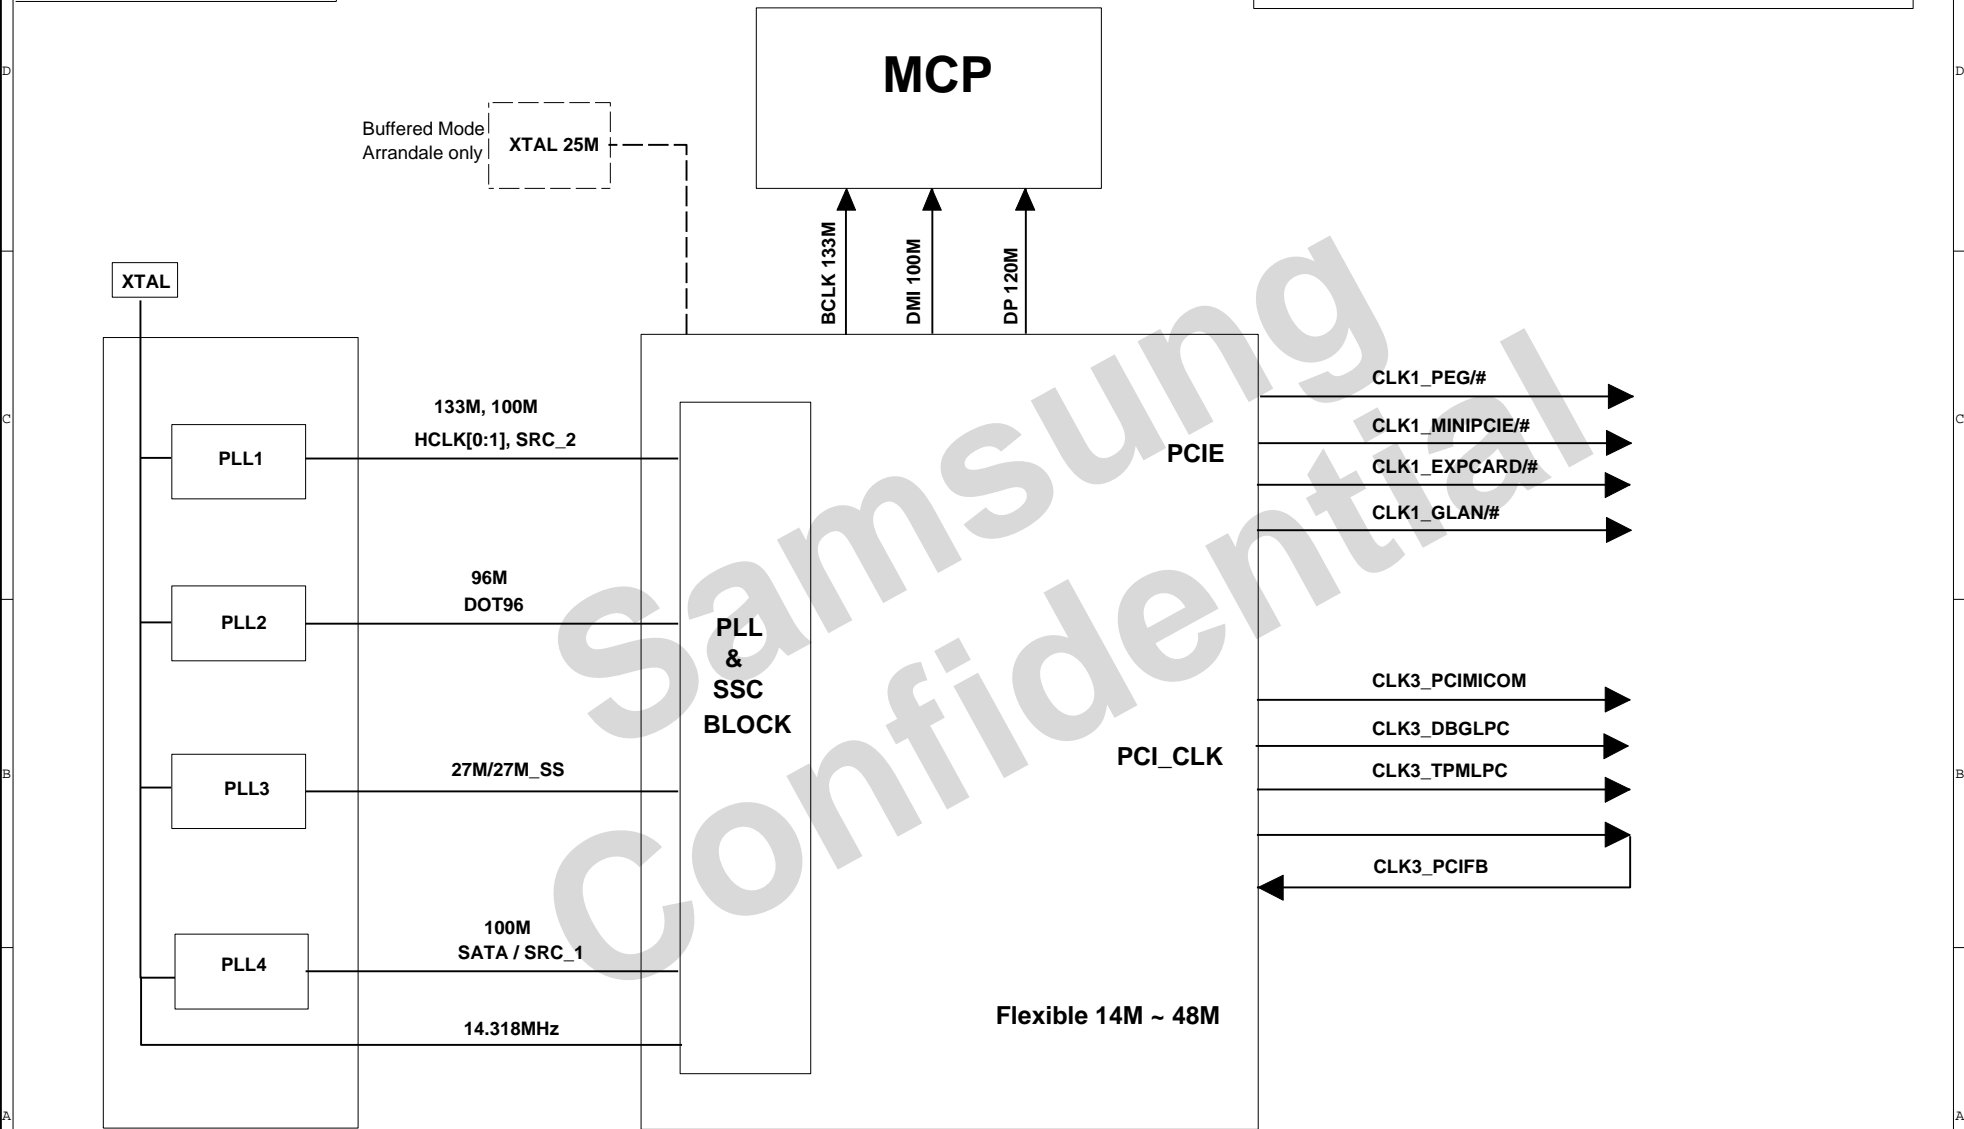 MCP
D
D
Buffered Mode
Arrandale only
XTAL 25M
BCLK 133M
DMI 100M
DP 120M
XTAL
CLK1_PEG/#
133M, 100M
C
C
CLK1_MINIPCIE/#
HCLK[0:1], SRC_2
PCIE
PLL1
CLK1_EXPCARD/#
CLK1_GLAN/#
96M
DOT96
PLL2
PLL
&
SSC
BLOCK
CLK3_PCIMICOM
CLK3_DBGLPC
PCI_CLK
27M/27M_SS
CLK3_TPMLPC
B
B
PLL3
CLK3_PCIFB
100M
SATA / SRC_1
PLL4
Flexible 14M ~ 48M
14.318MHz
A
A
Samsung
Confidential